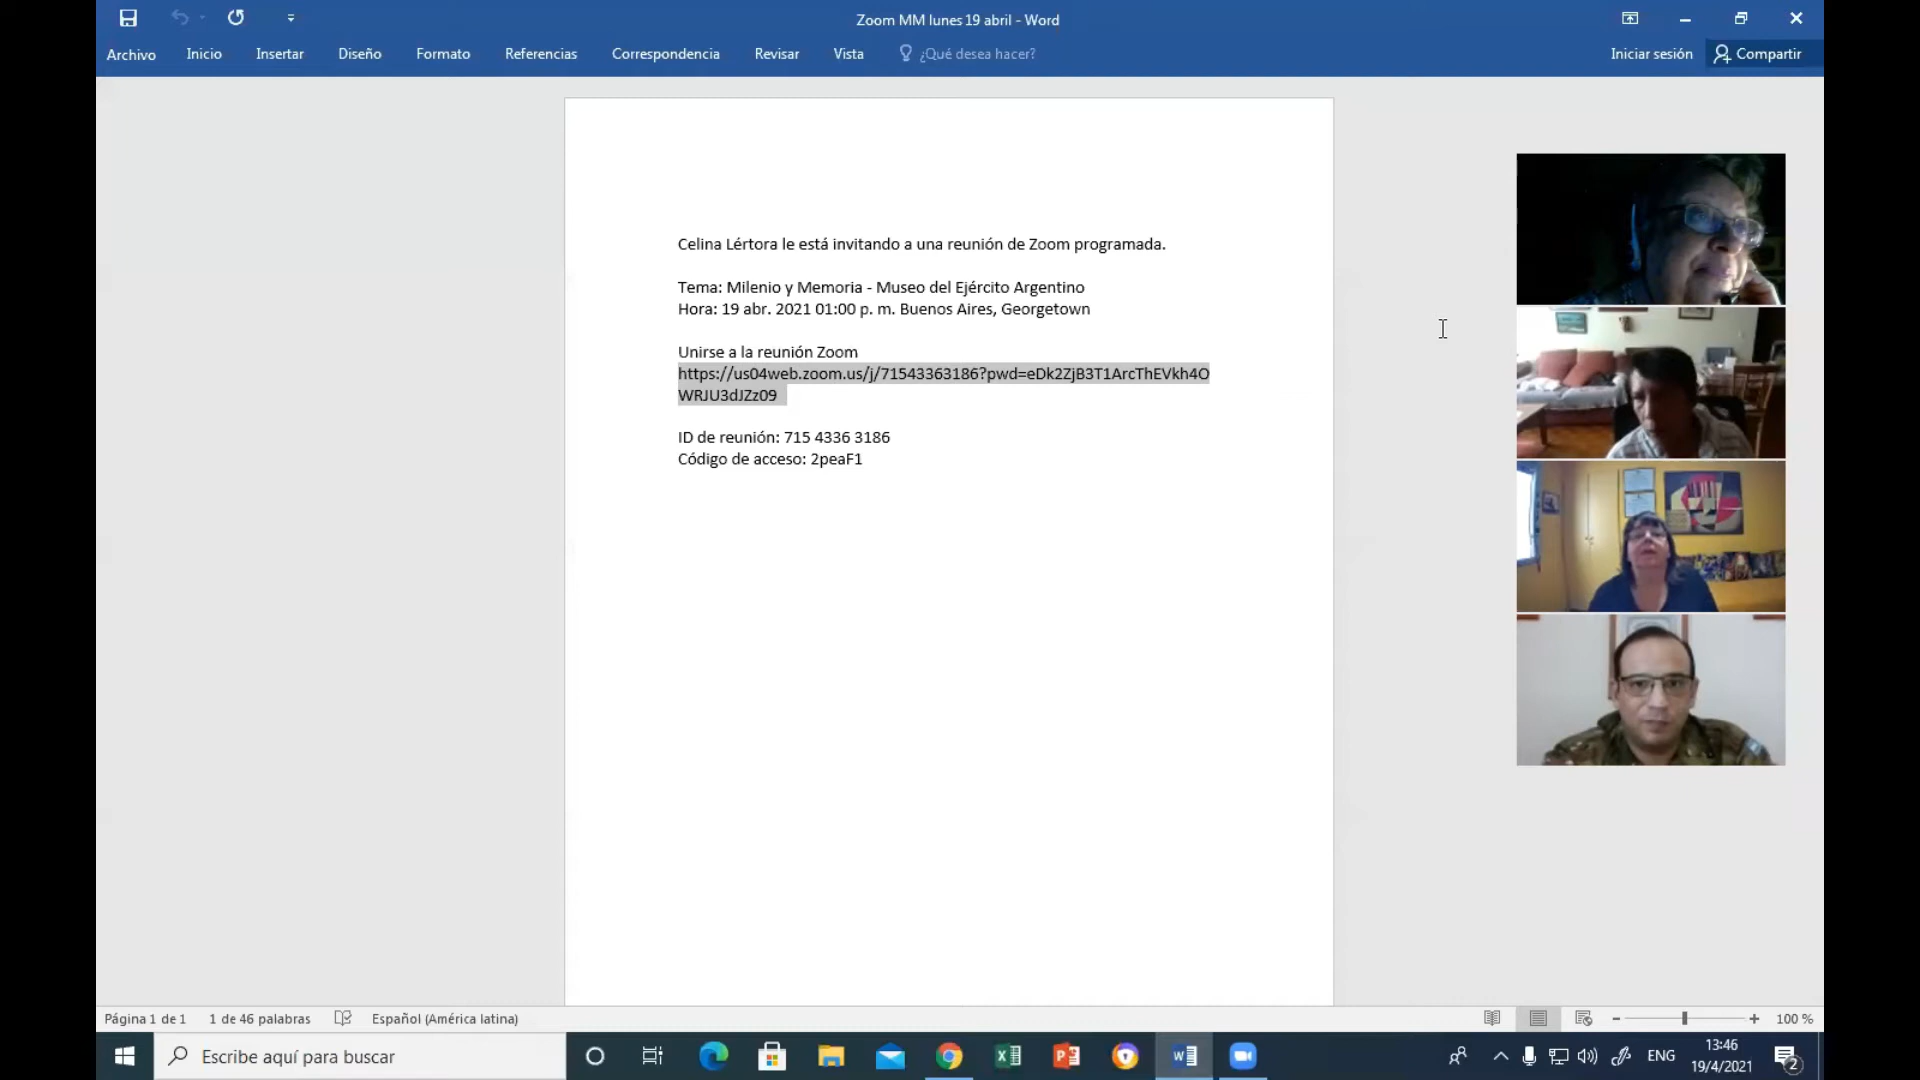 Zoom MM lunes 19 abril - Word
Archivo Inicio Insertar Diseño Formato Referencias Correspondencia Revisar Vista ¿Qué desea hacer? Iniciar sesión Compartir
Celina Lértora le está invitando a una reunión de Zoom programada.
Tema: Milenio y Memoria - Museo del Ejército Argentino
Hora: 19 abr. 2021 01:00 p. m. Buenos Aires, Georgetown
Unirse a la reunión Zoom
https://us04web.zoom.us/j/71543363186?pwd=eDk2ZjB3T1ArcThEVkh4O
WRJU3dJZz09
ID de reunión: 715 4336 3186
Código de acceso: 2peaF1
Página 1 de 1 1 de 46 palabras Español (América latina) 100 %
Escribe aquí para buscar ENG 13:46
19/4/2021 2